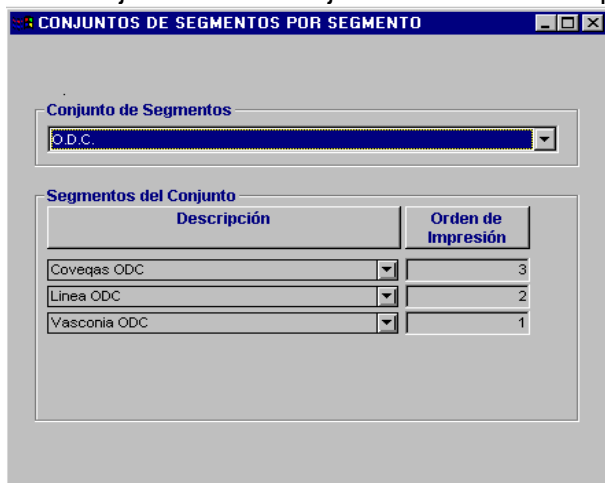 CONJUNTOS DE SEGMENTOS POR SEGMENTO
Conjunto de Segmentos
O.D.C.
Segmentos del Conjunto
Descripción
Orden de
Impresión
Covegas ODC 3
Linea ODC 2
Vasconia ODC 1